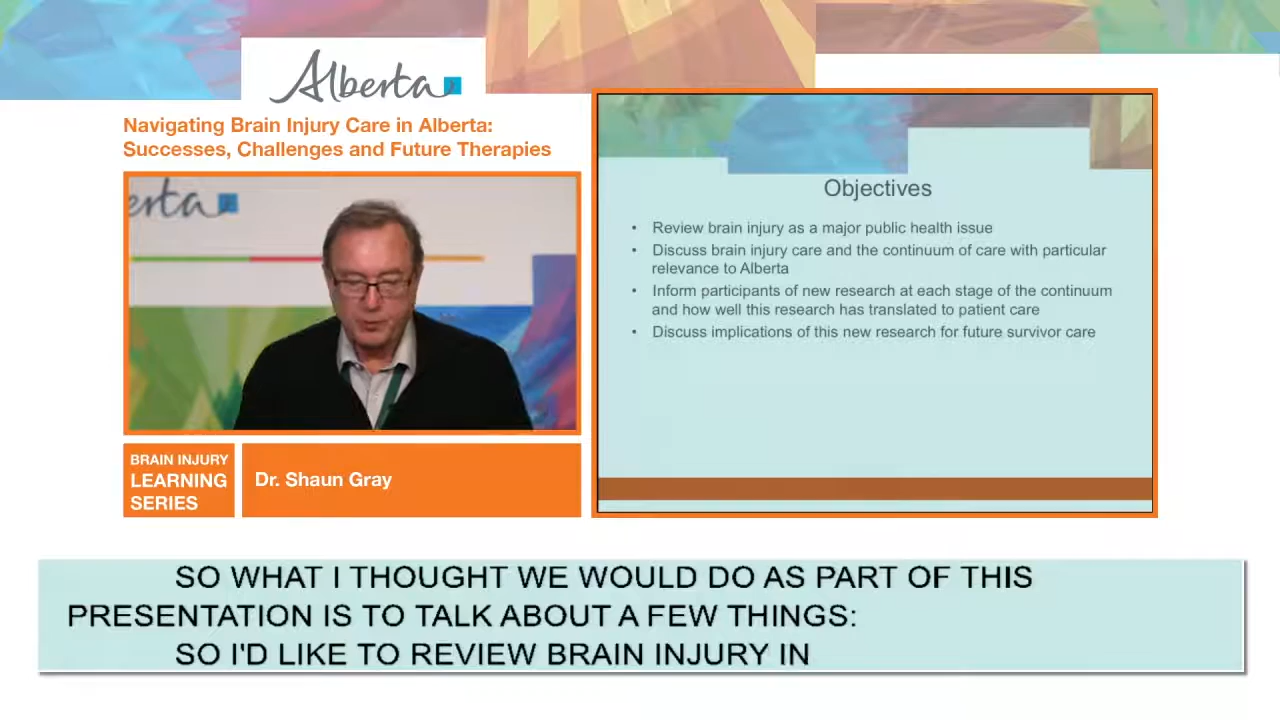 Alberta
Navigating Brain Injury Care in Alberta:
Successes, Challenges and Future Therapies
erta
BRAIN INJURY
LEARNING
SERIES
Dr. Shaun Gray
Objectives
• Review brain injury as a major public health issue
• Discuss brain injury care and the continuum of care with particular
relevance to Alberta
• Inform participants of new research at each stage of the continuum
and how well this research has translated to patient care
• Discuss implications of this new research for future survivor care
SO WHAT I THOUGHT WE WOULD DO AS PART OF THIS
PRESENTATION IS TO TALK ABOUT A FEW THINGS:
SO I'D LIKE TO REVIEW BRAIN INJURY IN